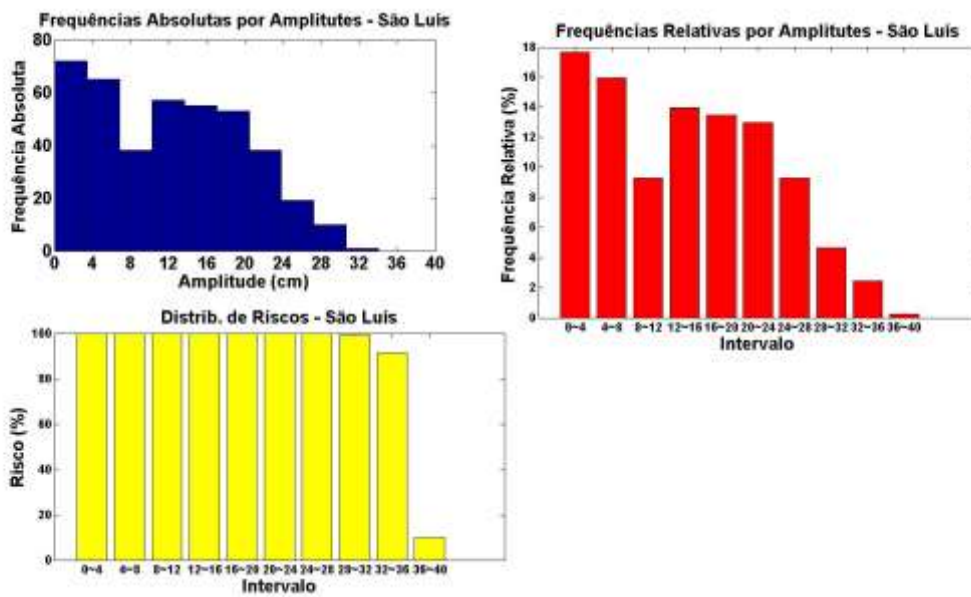 Frequências Absolutas por Amplitutes - São Luís
Frequência Absoluta
80
60
40
20
0
0 4 8 12 16 20 24 28 32 36 40
Amplitude (cm)
Frequências Relativas por Amplitutes - São Luis
Frequência Relativa (%)
18
16
14
12
10
8
6
4
2
0
0~4 4~8 8~12 12~16 16~20 20~24 24~28 28~32 32~36 36~40
Intervalo
Distrib. de Riscos - São Luís
Risco (%)
100
80
60
40
20
0
0~4 4~8 8~12 12~16 16~20 20~24 24~28 28~32 32~36 36~40
Intervalo